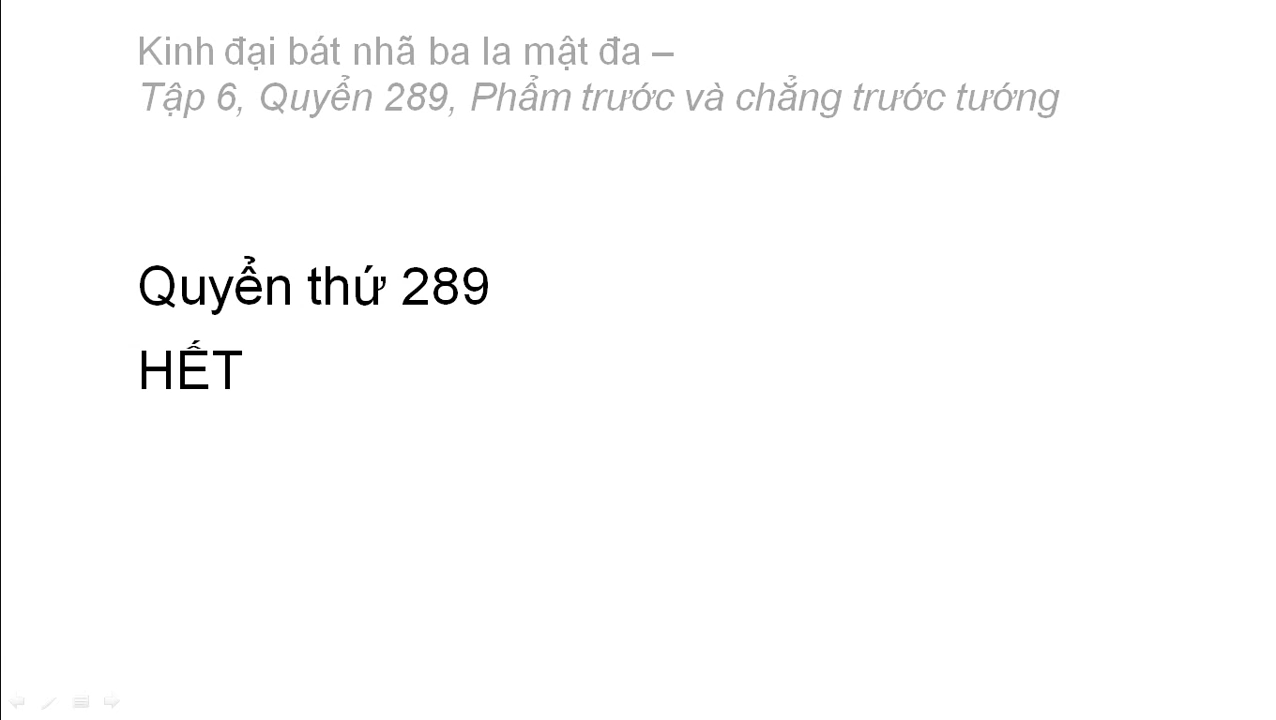 Kinh đại bát nhã ba la mật đa –
Tập 6, Quyển 289, Phẩm trước và chẳng trước tướng
Quyển thứ 289
HẾT